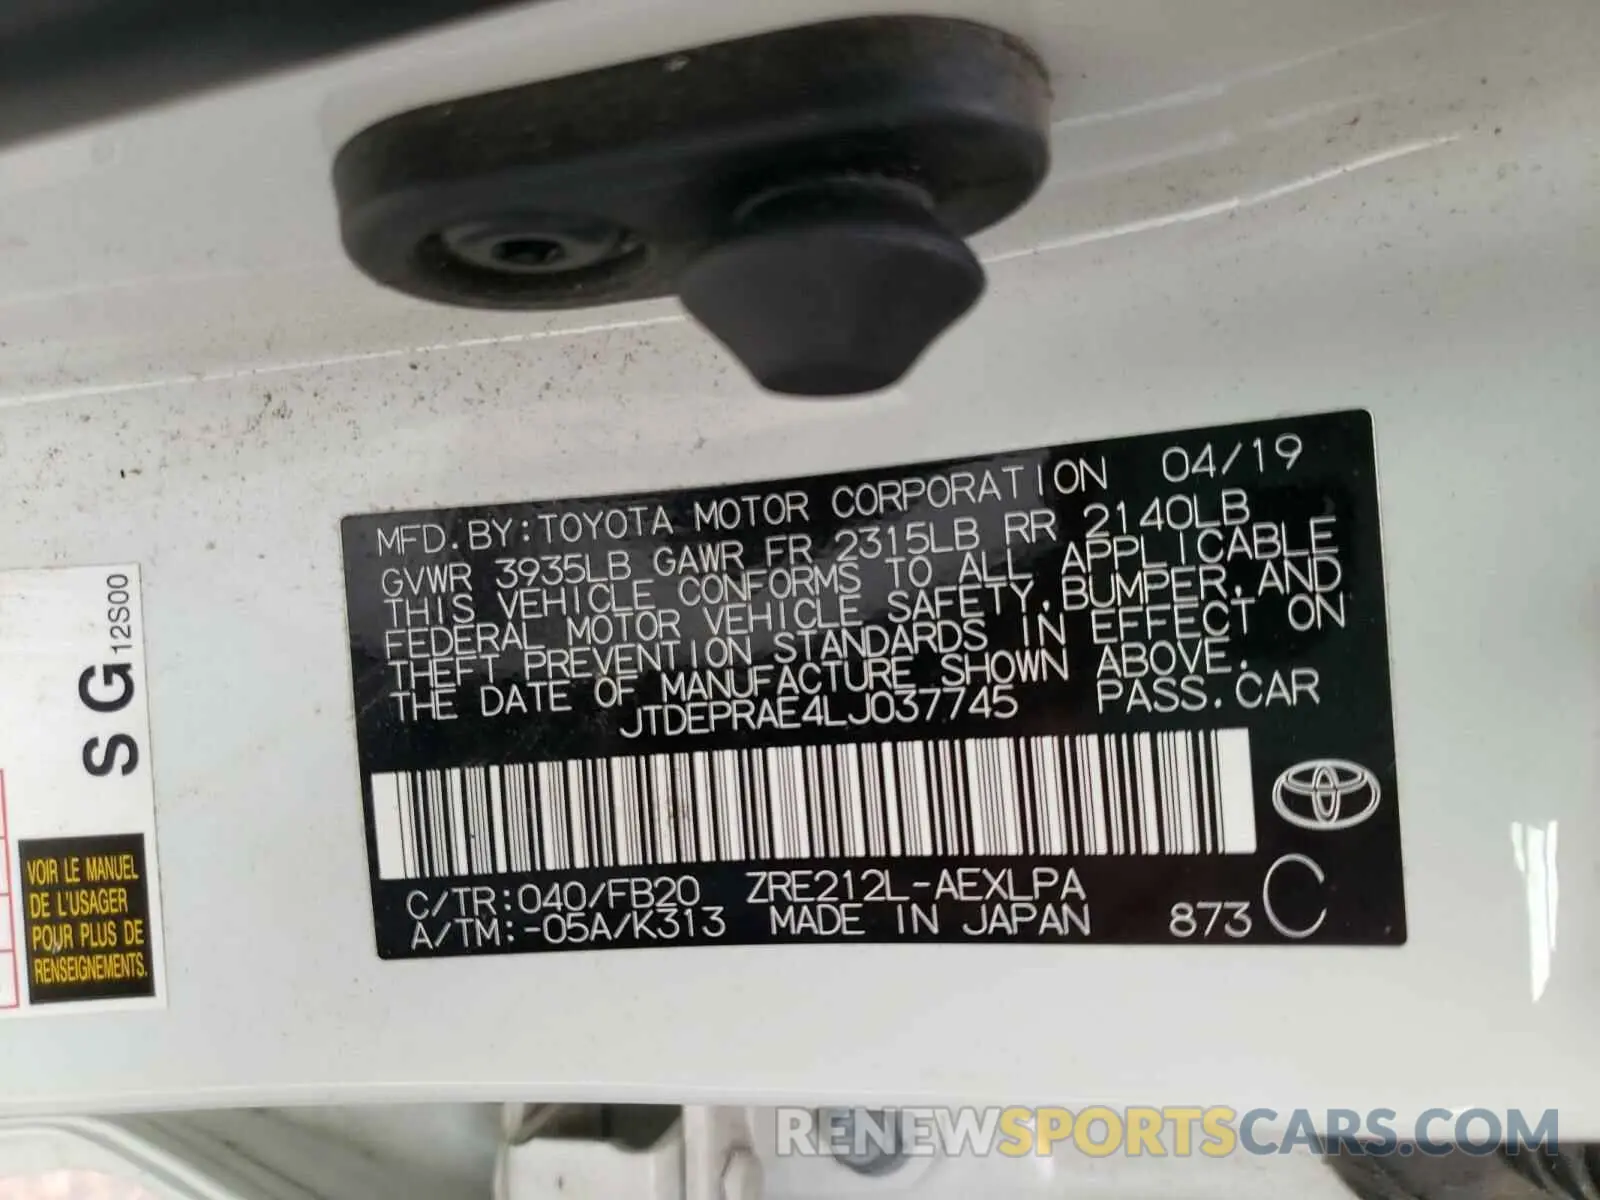 MFD. BY: TOYOTA MOTOR CORPORATION 04/19
GVWR 3935LB GAWR FR 2315LB RR 2140LB
THIS VEHICLE CONFORMS TO ALL APPLICABLE
FEDERAL MOTOR VEHICLE SAFETY, BUMPER, AND
THEFT PREVENTION STANDARDS IN EFFECT ON
THE DATE OF MANUFACTURE SHOWN ABOVE.
JTDEPRAE4LJ037745 PASS. CAR
C/TR: 040/FB20 ZRE212L-AEXLPA
A/TM: -05A/K313 MADE IN JAPAN 873 C
SG 12S00
VOIR LE MANUEL
DE L'USAGER
POUR PLUS DE
RENSEIGNEMENTS.
RENEWSPORTSCARS.COM